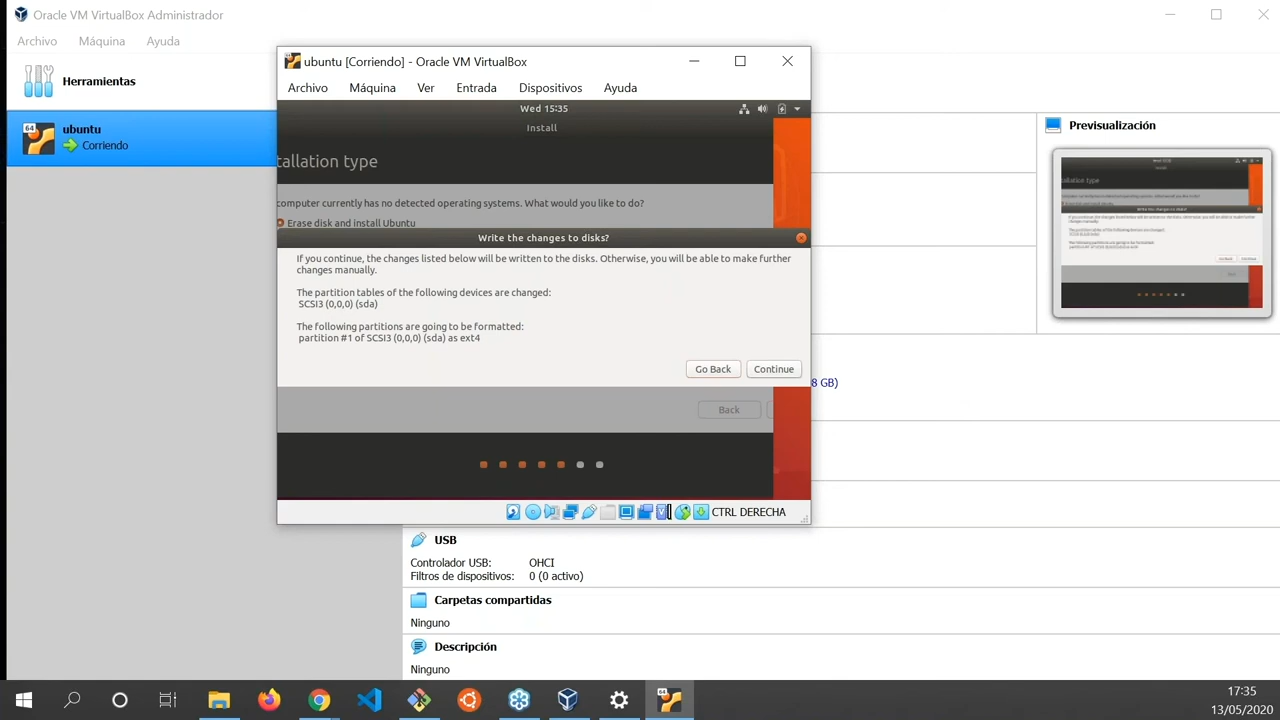 Oracle VM VirtualBox Administrador
Archivo Máquina Ayuda
Herramientas
64
ubuntu
Corriendo
ubuntu [Corriendo] - Oracle VM VirtualBox
Archivo Máquina Ver Entrada Dispositivos Ayuda
Wed 15:35
Install
tallation type
computer currently has no detected operating systems. What would you like to do?
Erase disk and install Ubuntu
Write the changes to disks?
If you continue, the changes listed below will be written to the disks. Otherwise, you will be able to make further
changes manually.
The partition tables of the following devices are changed:
SCSI3 (0,0,0) (sda)
The following partitions are going to be formatted:
partition #1 of SCSI3 (0,0,0) (sda) as ext4
Go Back Continue
Back
CTRL DERECHA
Previsualización
8 GB)
USB
Controlador USB: OHCI
Filtros de dispositivos: 0 (0 activo)
Carpetas compartidas
Ninguno
Descripción
Ninguno
17:35
13/05/2020